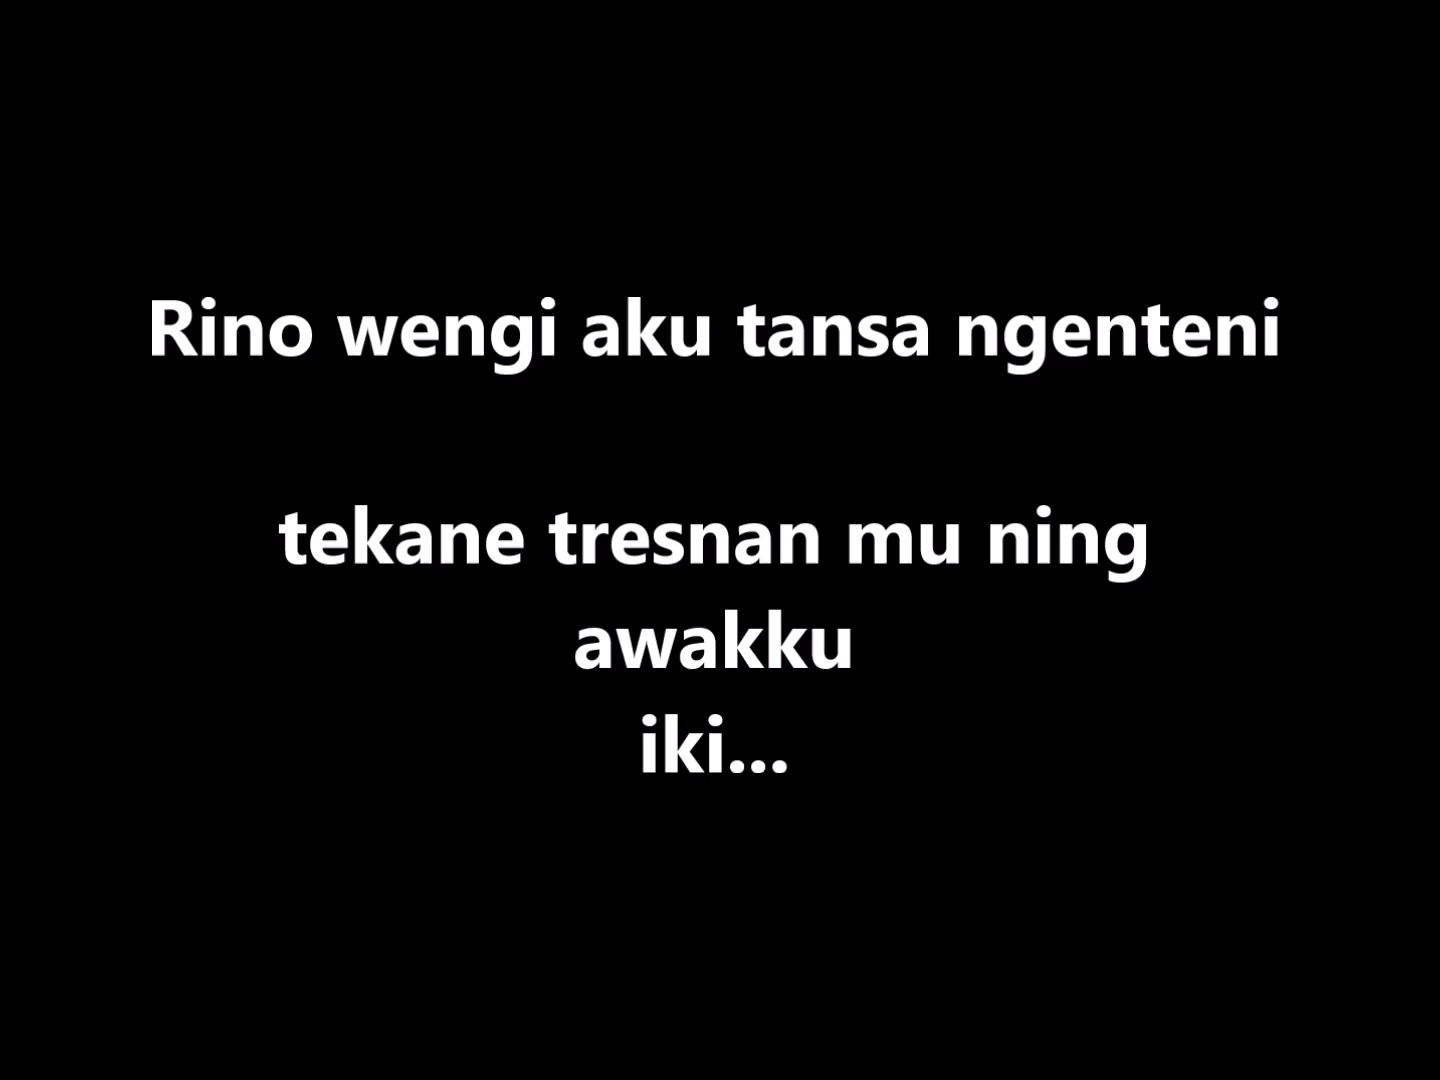 Rino wengi aku tansa ngenteni
tekane tresnan mu ning
awakku
iki...